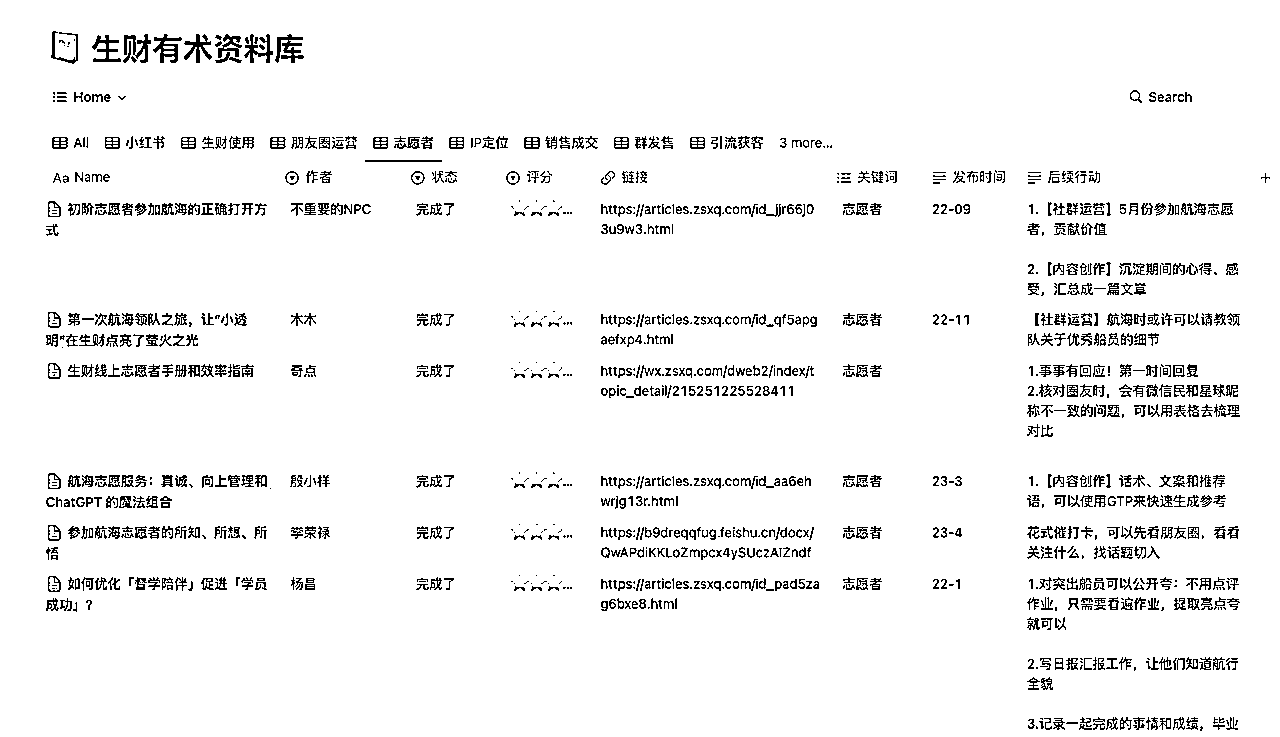 生财有术资料库
Home
Search
All 小红书 生财使用 朋友圈运营 志愿者 IP定位 销售成交 群发售 引流获客 3 more...
Aa Name 作者 状态 评分 链接 关键词 发布时间 后续行动 +
初阶志愿者参加航海的正确打开方 不重要的NPC 完成了 ... https://articles.zsxq.com/id_jjr66j0 志愿者 22-09 1.【社群运营】5月份参加航海志愿
式 3u9w3.html 者，贡献价值
2.【内容创作】沉淀期间的心得、感
受，汇总成一篇文章
第一次航海领队之旅，让“小透 木木 完成了 ... https://articles.zsxq.com/id_qf5apg 志愿者 22-11 【社群运营】航海时或许可以请教领
明”在生财点亮了萤火之光 aefxp4.html 队关于优秀船员的细节
生财线上志愿者手册和效率指南 奇点 完成了 ... https://wx.zsxq.com/dweb2/index/t 志愿者 1.事事有回应！第一时间回复
opic_detail/215251225528411 2.核对圈友时，会有微信民和星球昵
称不一致的问题，可以用表格去梳理
对比
航海志愿服务：真诚、向上管理和 殷小样 完成了 ... https://articles.zsxq.com/id_aa6eh 志愿者 23-3 1.【内容创作】话术、文案和推荐
ChatGPT 的魔法组合 wrjg13r.html 语，可以使用GTP来快速生成参考
参加航海志愿者的所知、所想、所 李荣禄 完成了 ... https://b9dreqqfug.feishu.cn/docx/ 志愿者 23-4 花式催打卡，可以先看朋友圈，看看
悟 QwAPdiKKLoZmpcx4ySUczAIZndf 关注什么，找话题切入
如何优化「督学陪伴」促进「学员 杨昌 完成了 ... https://articles.zsxq.com/id_pad5za 志愿者 22-1 1.对突出船员可以公开夸：不用点评
成功」？ g6bxe8.html 作业，只需要看遍作业，提取亮点夸
就可以
2.写日报汇报工作，让他们知道航行
全貌
3.记录一起完成的事情和成绩，毕业